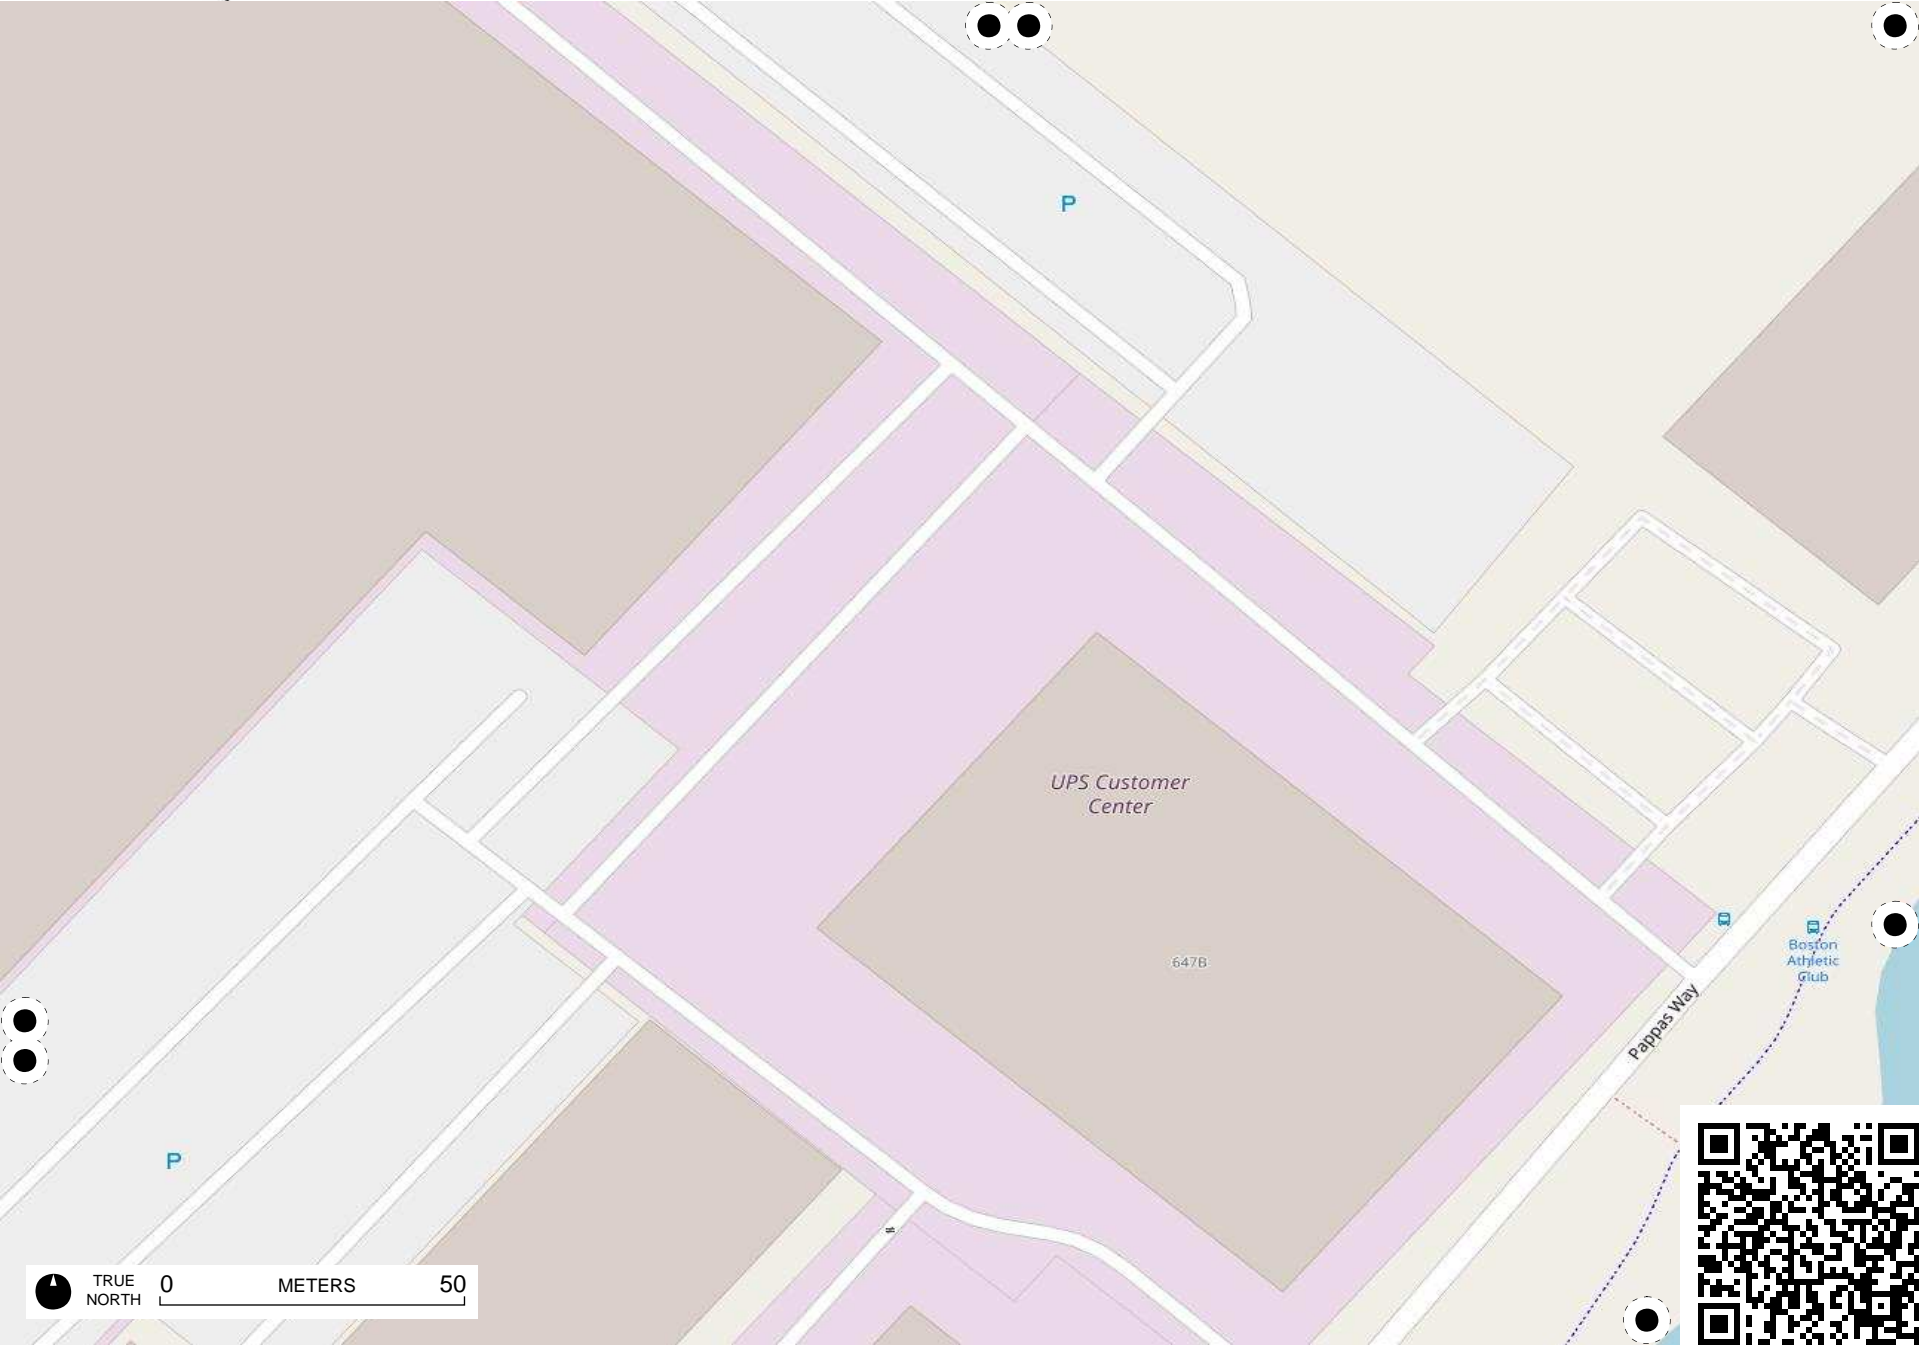 P
UPS Customer
Center
647B
Boston
Athletic
Club
Pappas Way
P
TRUE
NORTH
0 METERS 50